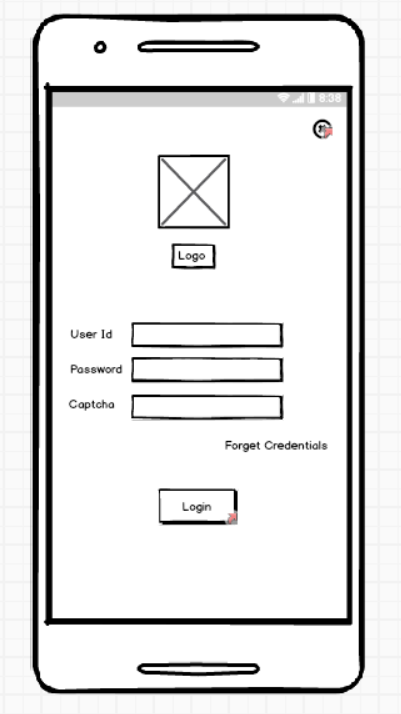 8:38
Logo
User Id
Password
Captcha
Forget Credentials
Login